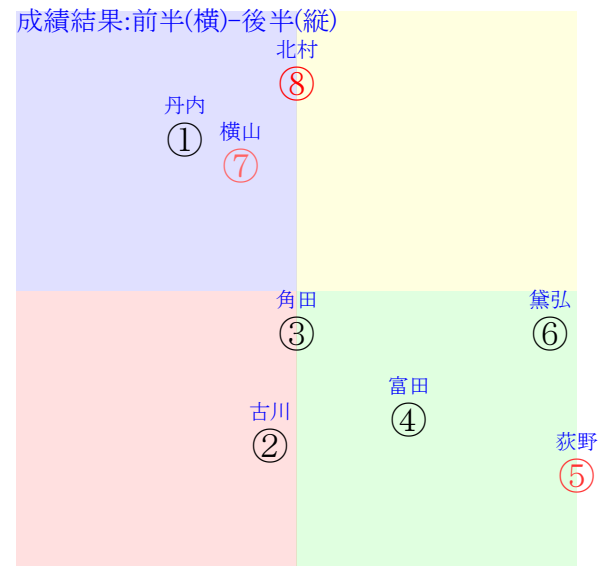 成績結果:前半(横)−後半(縦)
北村
⑧
丹内
①
横山
⑦
角田
③
黛弘
⑥
富田
④
古川
②
荻野
⑤